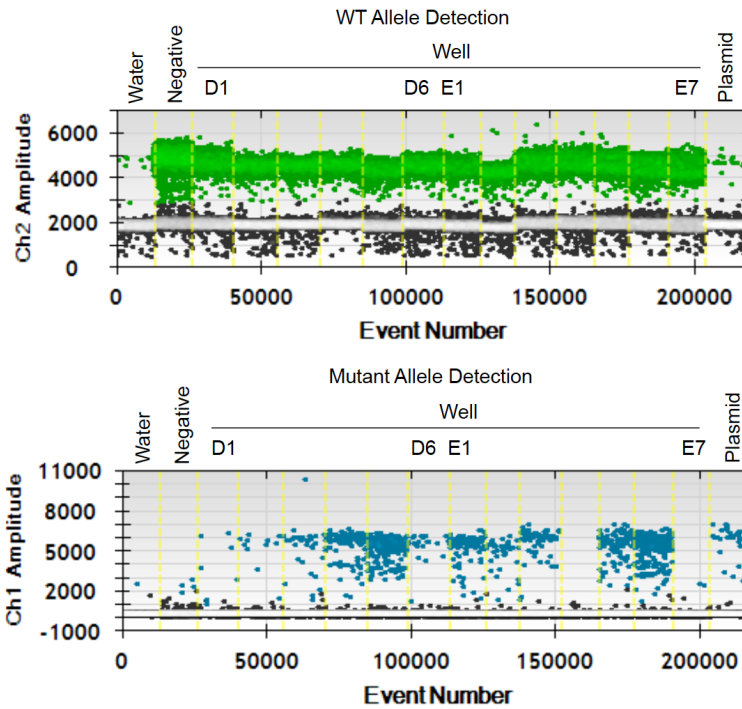 WT Allele Detection
Well
Water
Negative
D1
D6
E1
E7
Plasmid
Ch2 Amplitude
6000
4000
2000
0
0
50000
100000
150000
200000
Event Number
Mutant Allele Detection
Well
Water
Negative
D1
D6
E1
E7
Plasmid
Ch1 Amplitude
11000
8000
5000
2000
-1000
0
50000
100000
150000
200000
Event Number